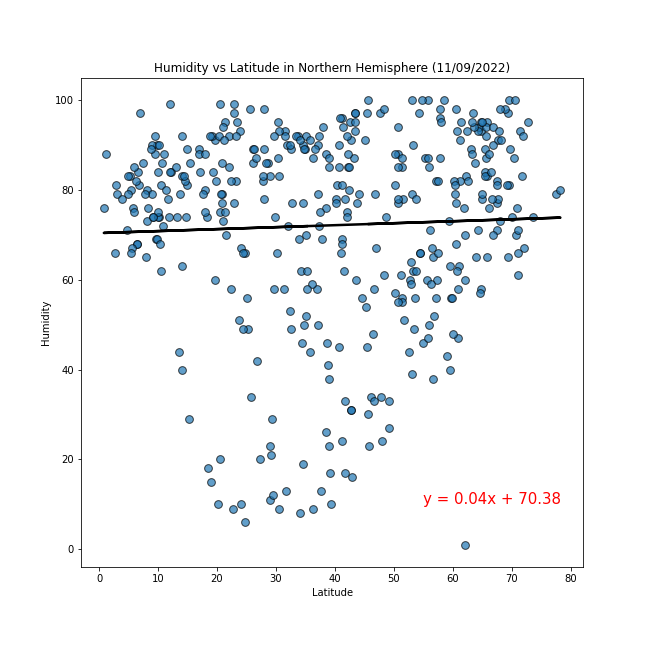 Humidity vs Latitude in Northern Hemisphere (11/09/2022)
100
80
60
40
20
0
Humidity
y = 0.04x + 70.38
0 10 20 30 40 50 60 70 80
Latitude